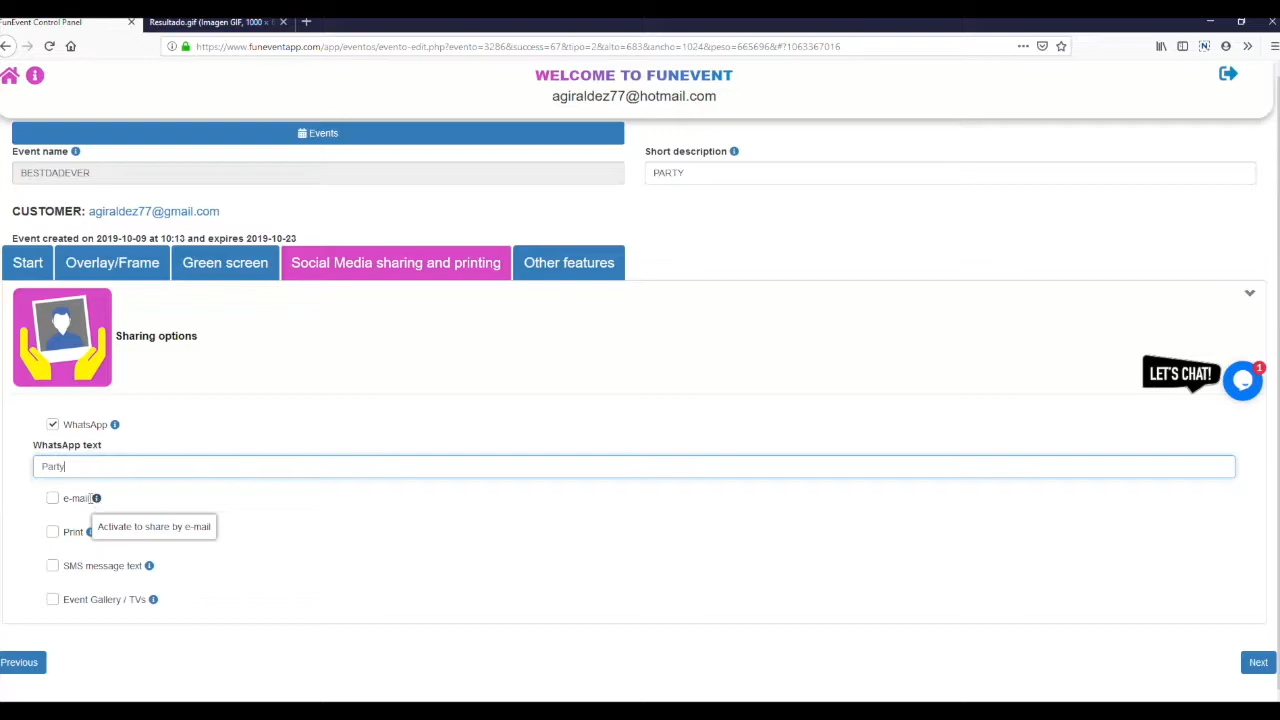 FunEvent Control Panel
Resultado.gif (Imagen GIF, 1000 ×
https://www.funeventapp.com/app/eventos/evento-edit.php?evento=3286&success=67&tipo=2&alto=683&ancho=1024&peso=665696&#?1063367016
WELCOME TO FUNEVENT
agiraldez77@hotmail.com
Events
Event name
Short description
BESTDADEVER
PARTY
CUSTOMER: agiraldez77@gmail.com
Event created on 2019-10-09 at 10:13 and expires 2019-10-23
Start
Overlay/Frame
Green screen
Social Media sharing and printing
Other features
Sharing options
LET'S CHAT!
1
WhatsApp
WhatsApp text
Party
e-mail
Activate to share by e-mail
Print
SMS message text
Event Gallery / TVs
Previous
Next